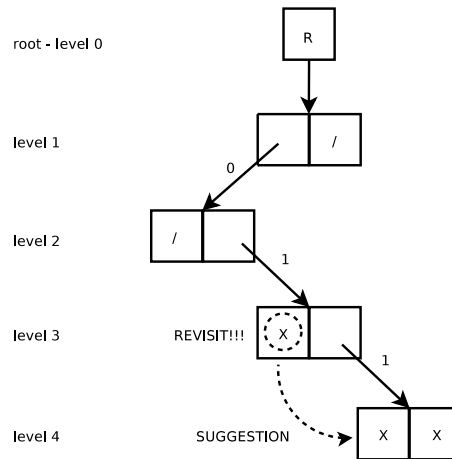 root - level 0
R
level 1
/
0
level 2
/
1
level 3
REVISIT!!!
X
1
level 4
SUGGESTION
X
X